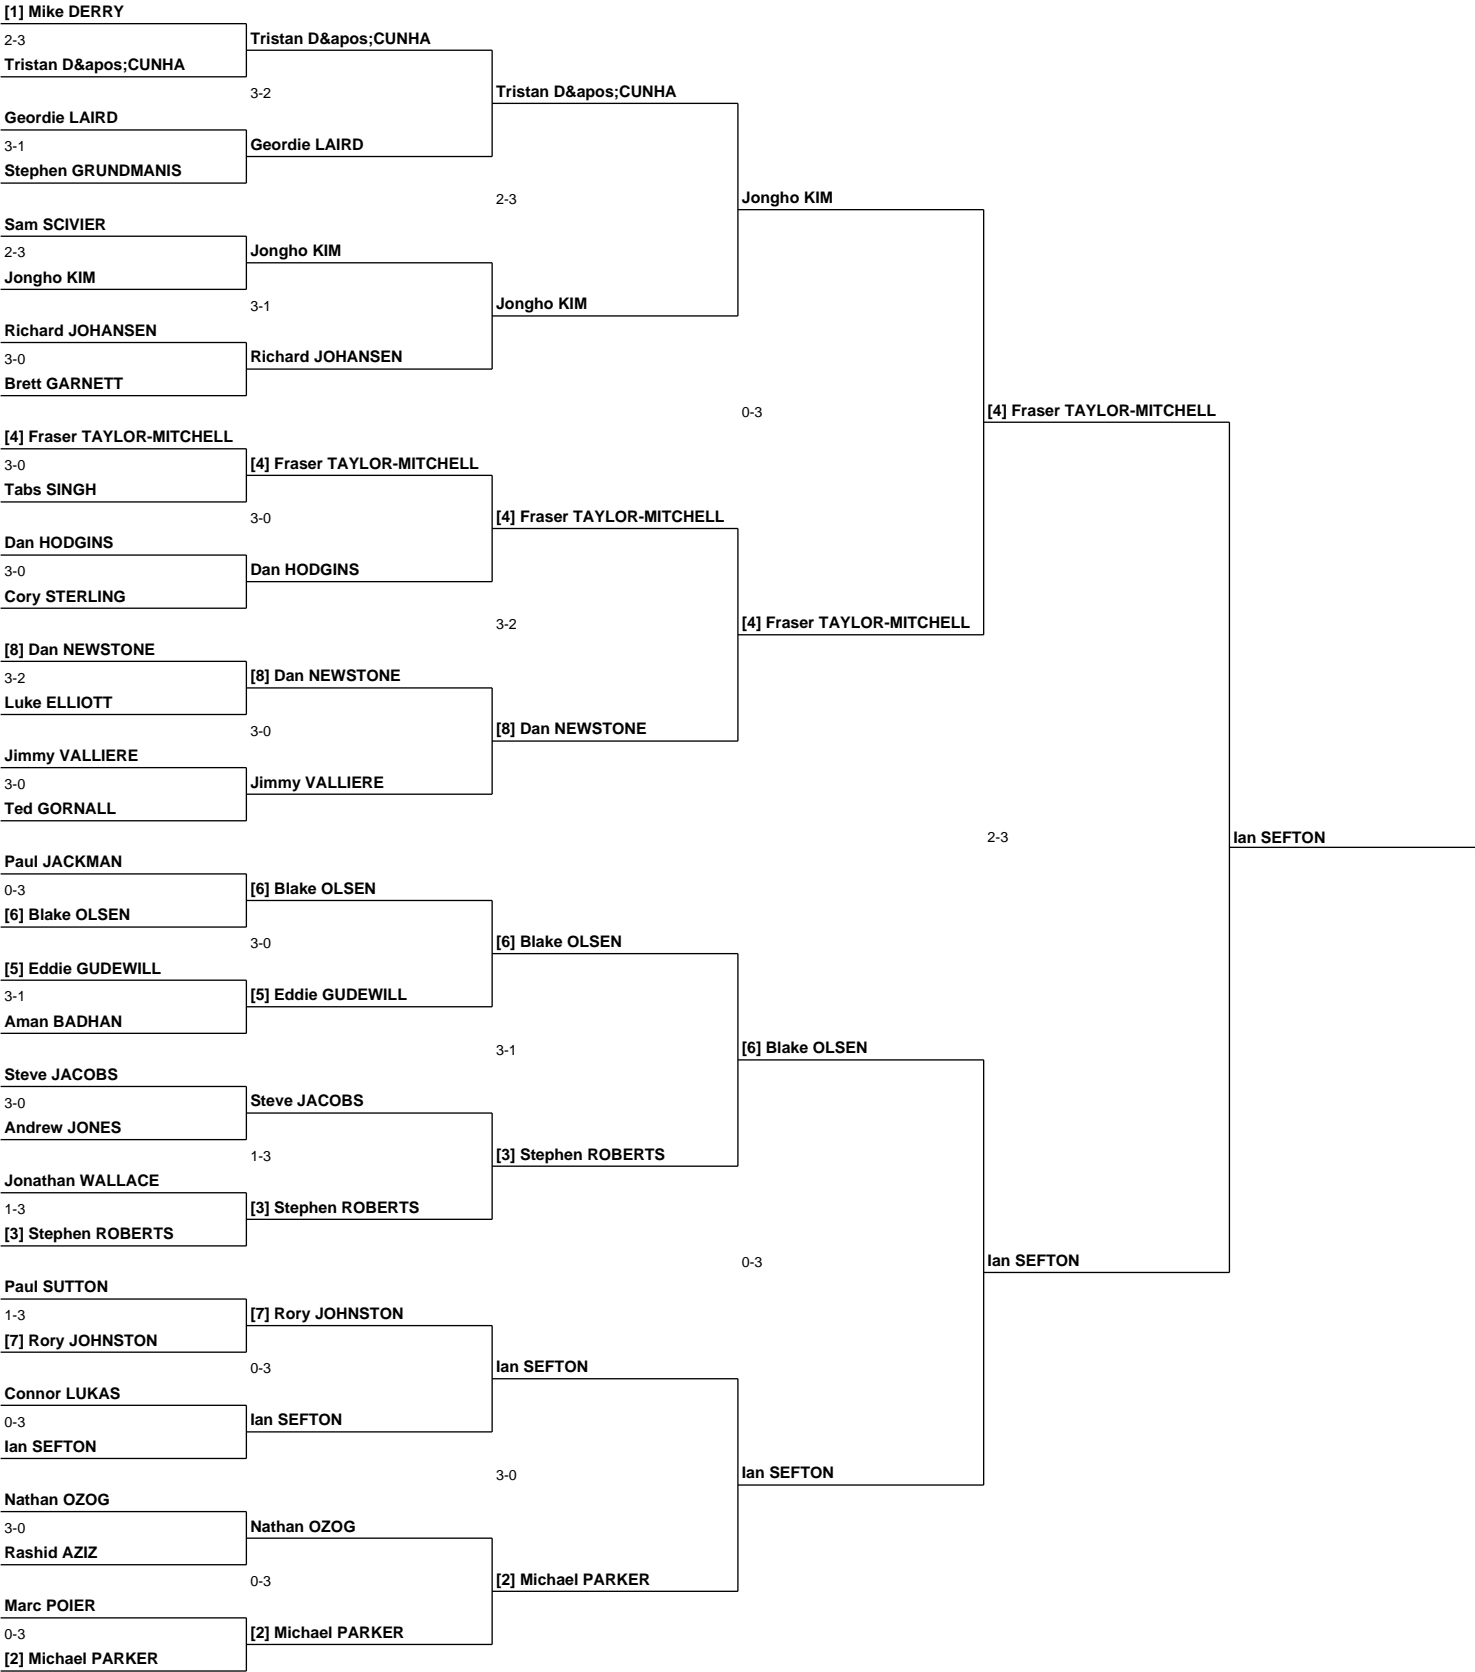 [1] Mike DERRY
2-3
Tristan D&apos;CUNHA
Geordie LAIRD
3-1
Stephen GRUNDMANIS
Sam SCIVIER
2-3
Jongho KIM
Richard JOHANSEN
3-0
Brett GARNETT
[4] Fraser TAYLOR-MITCHELL
3-0
Tabs SINGH
Dan HODGINS
3-0
Cory STERLING
[8] Dan NEWSTONE
3-2
Luke ELLIOTT
Jimmy VALLIERE
3-0
Ted GORNALL
Paul JACKMAN
0-3
[6] Blake OLSEN
[5] Eddie GUDEWILL
3-1
Aman BADHAN
Steve JACOBS
3-0
Andrew JONES
Jonathan WALLACE
1-3
[3] Stephen ROBERTS
Paul SUTTON
1-3
[7] Rory JOHNSTON
Connor LUKAS
0-3
Ian SEFTON
Nathan OZOG
3-0
Rashid AZIZ
Marc POIER
0-3
[2] Michael PARKER
Tristan D&apos;CUNHA
3-2
Geordie LAIRD
Jongho KIM
3-1
Richard JOHANSEN
[4] Fraser TAYLOR-MITCHELL
3-0
Dan HODGINS
[8] Dan NEWSTONE
3-0
Jimmy VALLIERE
[6] Blake OLSEN
3-0
[5] Eddie GUDEWILL
Steve JACOBS
1-3
[3] Stephen ROBERTS
[7] Rory JOHNSTON
0-3
Ian SEFTON
Nathan OZOG
0-3
[2] Michael PARKER
Tristan D&apos;CUNHA
2-3
Jongho KIM
[4] Fraser TAYLOR-MITCHELL
3-2
[8] Dan NEWSTONE
[6] Blake OLSEN
3-1
[3] Stephen ROBERTS
Ian SEFTON
3-0
[2] Michael PARKER
Jongho KIM
0-3
[4] Fraser TAYLOR-MITCHELL
[6] Blake OLSEN
0-3
Ian SEFTON
[4] Fraser TAYLOR-MITCHELL
2-3
Ian SEFTON
Ian SEFTON